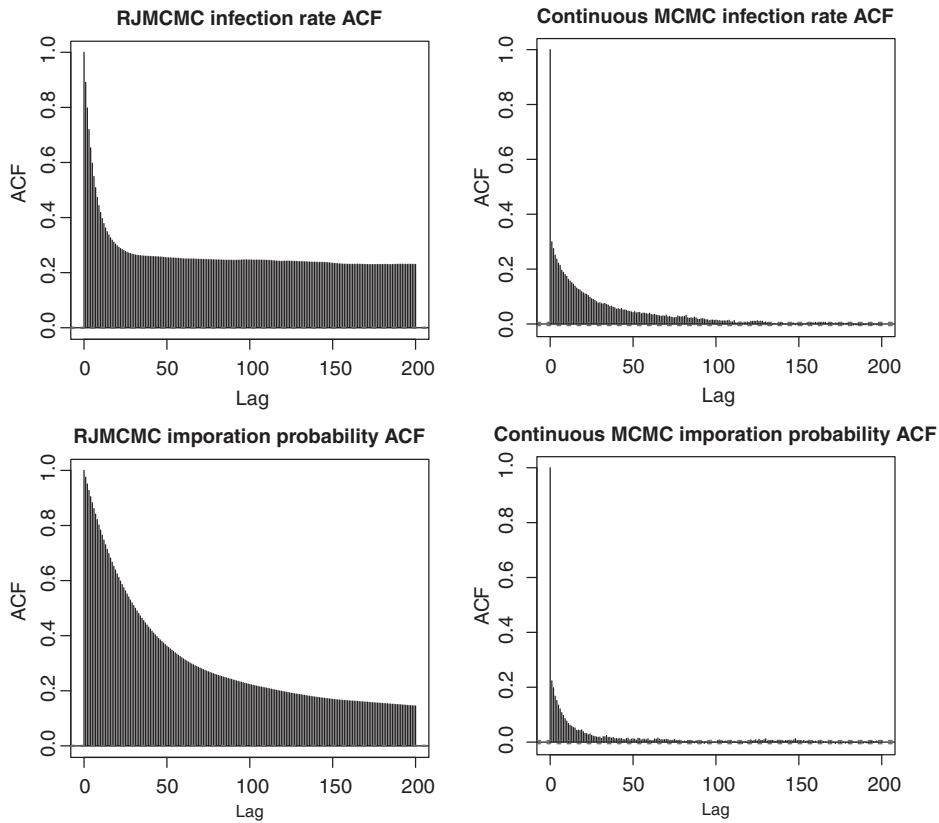 RJMCMC infection rate ACF
ACF
0.0 0.2 0.4 0.6 0.8 1.0
0 50 100 150 200
Lag
Continuous MCMC infection rate ACF
ACF
0.0 0.2 0.4 0.6 0.8 1.0
0 50 100 150 200
Lag
RJMCMC imporation probability ACF
ACF
0.0 0.2 0.4 0.6 0.8 1.0
0 50 100 150 200
Lag
Continuous MCMC imporation probability ACF
ACF
0.0 0.2 0.4 0.6 0.8 1.0
0 50 100 150 200
Lag